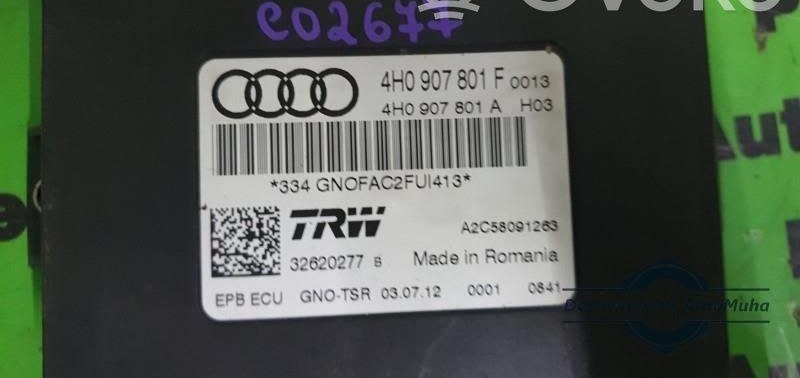 C02677
4H0 907 801 F 0013
4H0 907 801 A H03
*334 GNOFAC2FUI413*
TRW
A2C58091263
32620277 B Made in Romania
EPB ECU GNO-TSR 03.07.12 0001 0841